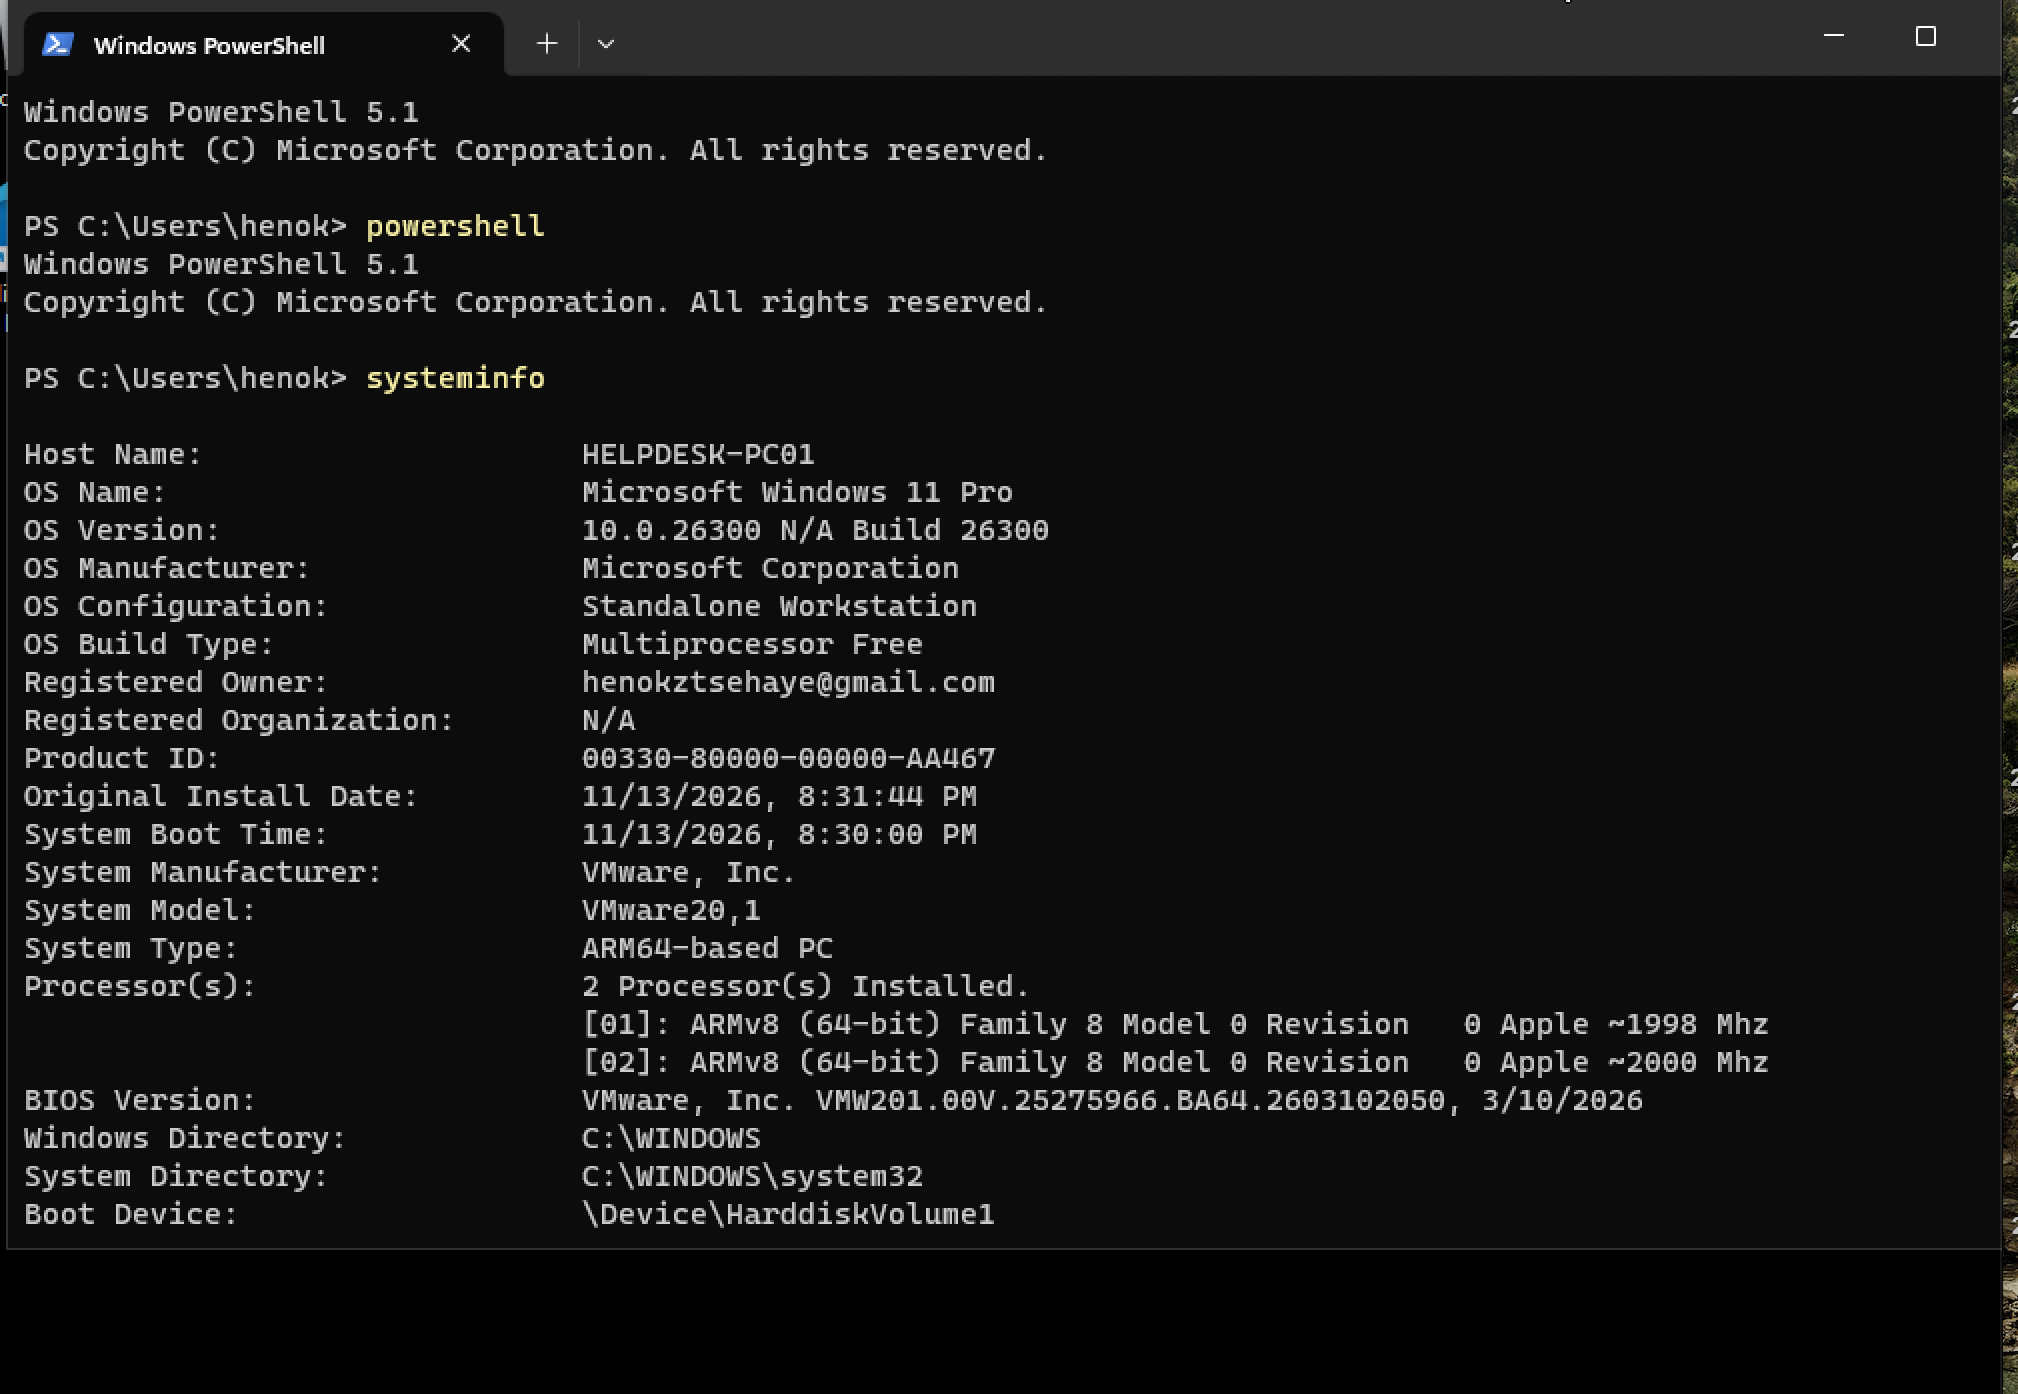 Windows PowerShell
Windows PowerShell 5.1
Copyright (C) Microsoft Corporation. All rights reserved.
PS C:\Users\henok> powershell
Windows PowerShell 5.1
Copyright (C) Microsoft Corporation. All rights reserved.
PS C:\Users\henok> systeminfo
Host Name: HELPDESK-PC01
OS Name: Microsoft Windows 11 Pro
OS Version: 10.0.26300 N/A Build 26300
OS Manufacturer: Microsoft Corporation
OS Configuration: Standalone Workstation
OS Build Type: Multiprocessor Free
Registered Owner: henokztsehaye@gmail.com
Registered Organization: N/A
Product ID: 00330-80000-00000-AA467
Original Install Date: 11/13/2026, 8:31:44 PM
System Boot Time: 11/13/2026, 8:30:00 PM
System Manufacturer: VMware, Inc.
System Model: VMware20,1
System Type: ARM64-based PC
Processor(s): 2 Processor(s) Installed.
[01]: ARMv8 (64-bit) Family 8 Model 0 Revision   0 Apple ~1998 Mhz
[02]: ARMv8 (64-bit) Family 8 Model 0 Revision   0 Apple ~2000 Mhz
BIOS Version: VMware, Inc. VMW201.00V.25275966.BA64.2603102050, 3/10/2026
Windows Directory: C:\WINDOWS
System Directory: C:\WINDOWS\system32
Boot Device: \Device\HarddiskVolume1